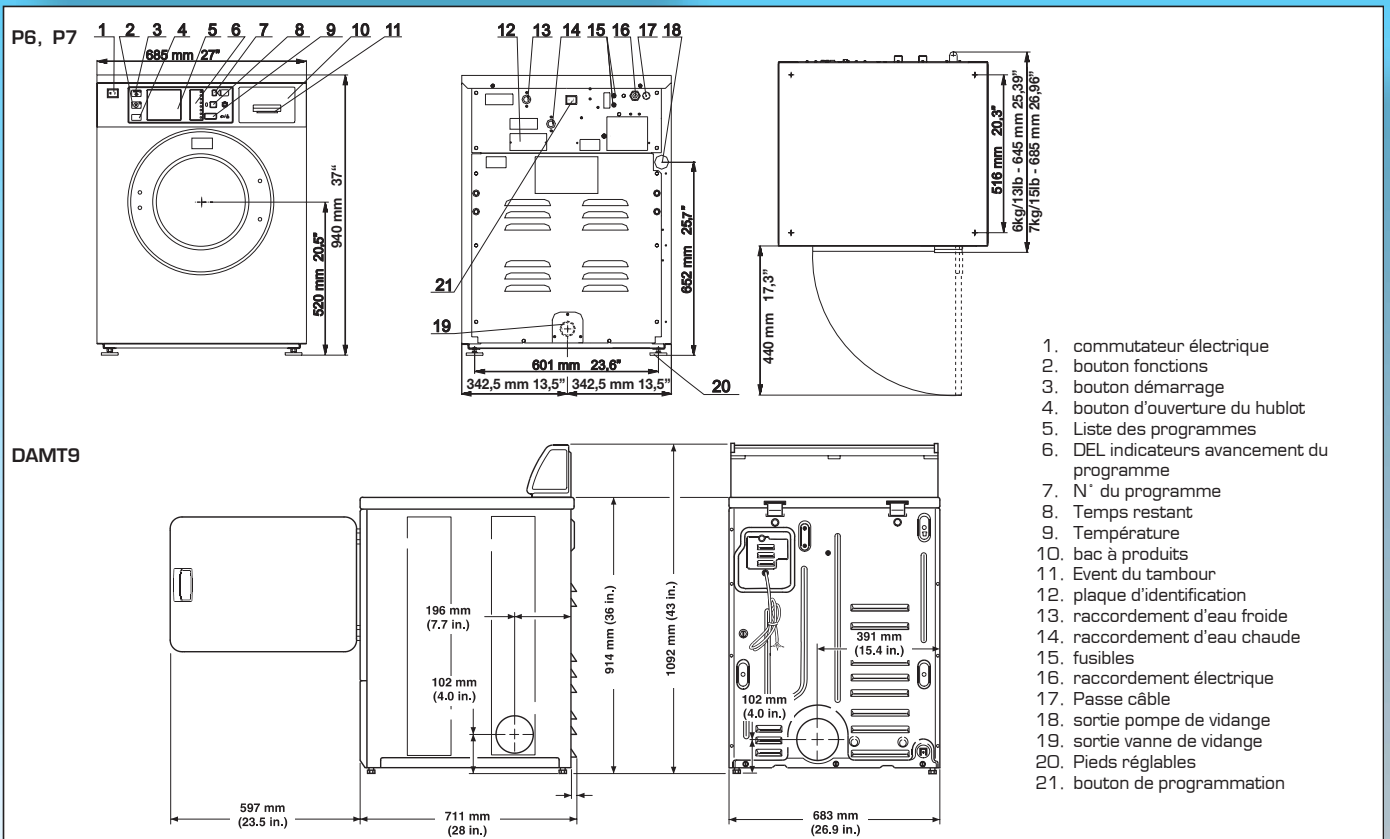 P6, P7
1 2 3 4 5 6 7 8 9 10 11
685 mm 27"
520 mm 20,5"
940 mm 37"
12 13 14 15 16 17 18
21
19
20
652 mm 25,7"
601 mm 23,6"
342,5 mm 13,5" 342,5 mm 13,5"
516 mm 20,3"
6kg/13lb - 645 mm 25,39"
7kg/15lb - 685 mm 26,96"
440 mm 17,3"
DAMT9
196 mm
(7.7 in.)
102 mm
(4.0 in.)
914 mm (36 in.)
1092 mm (43 in.)
597 mm
(23.5 in.)
711 mm
(28 in.)
391 mm
(15.4 in.)
102 mm
(4.0 in.)
683 mm
(26.9 in.)
1. commutateur électrique
2. bouton fonctions
3. bouton démarrage
4. bouton d'ouverture du hublot
5. Liste des programmes
6. DEL indicateurs avancement du
programme
7. N° du programme
8. Temps restant
9. Température
10. bac à produits
11. Event du tambour
12. plaque d'identification
13. raccordement d'eau froide
14. raccordement d'eau chaude
15. fusibles
16. raccordement électrique
17. Passe câble
18. sortie pompe de vidange
19. sortie vanne de vidange
20. Pieds réglables
21. bouton de programmation